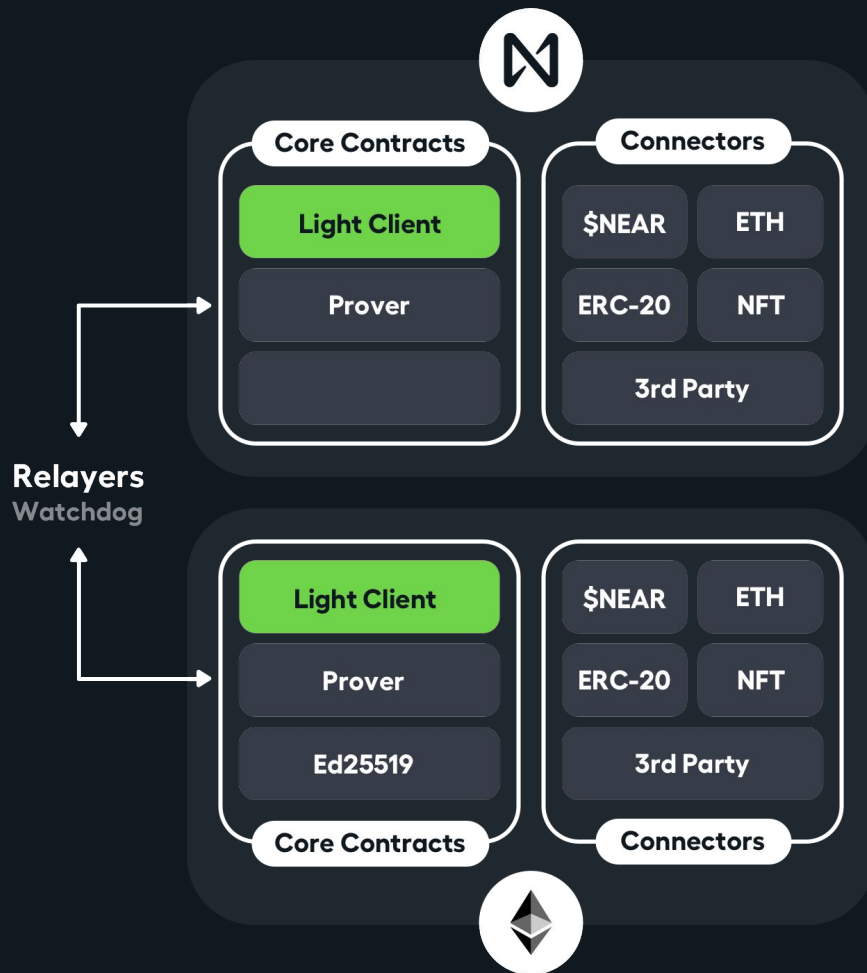 Core Contracts
Connectors
Light Client
$NEAR
ETH
Prover
ERC-20
NFT
3rd Party
Relayers
Watchdog
Light Client
$NEAR
ETH
Prover
ERC-20
NFT
Ed25519
3rd Party
Core Contracts
Connectors